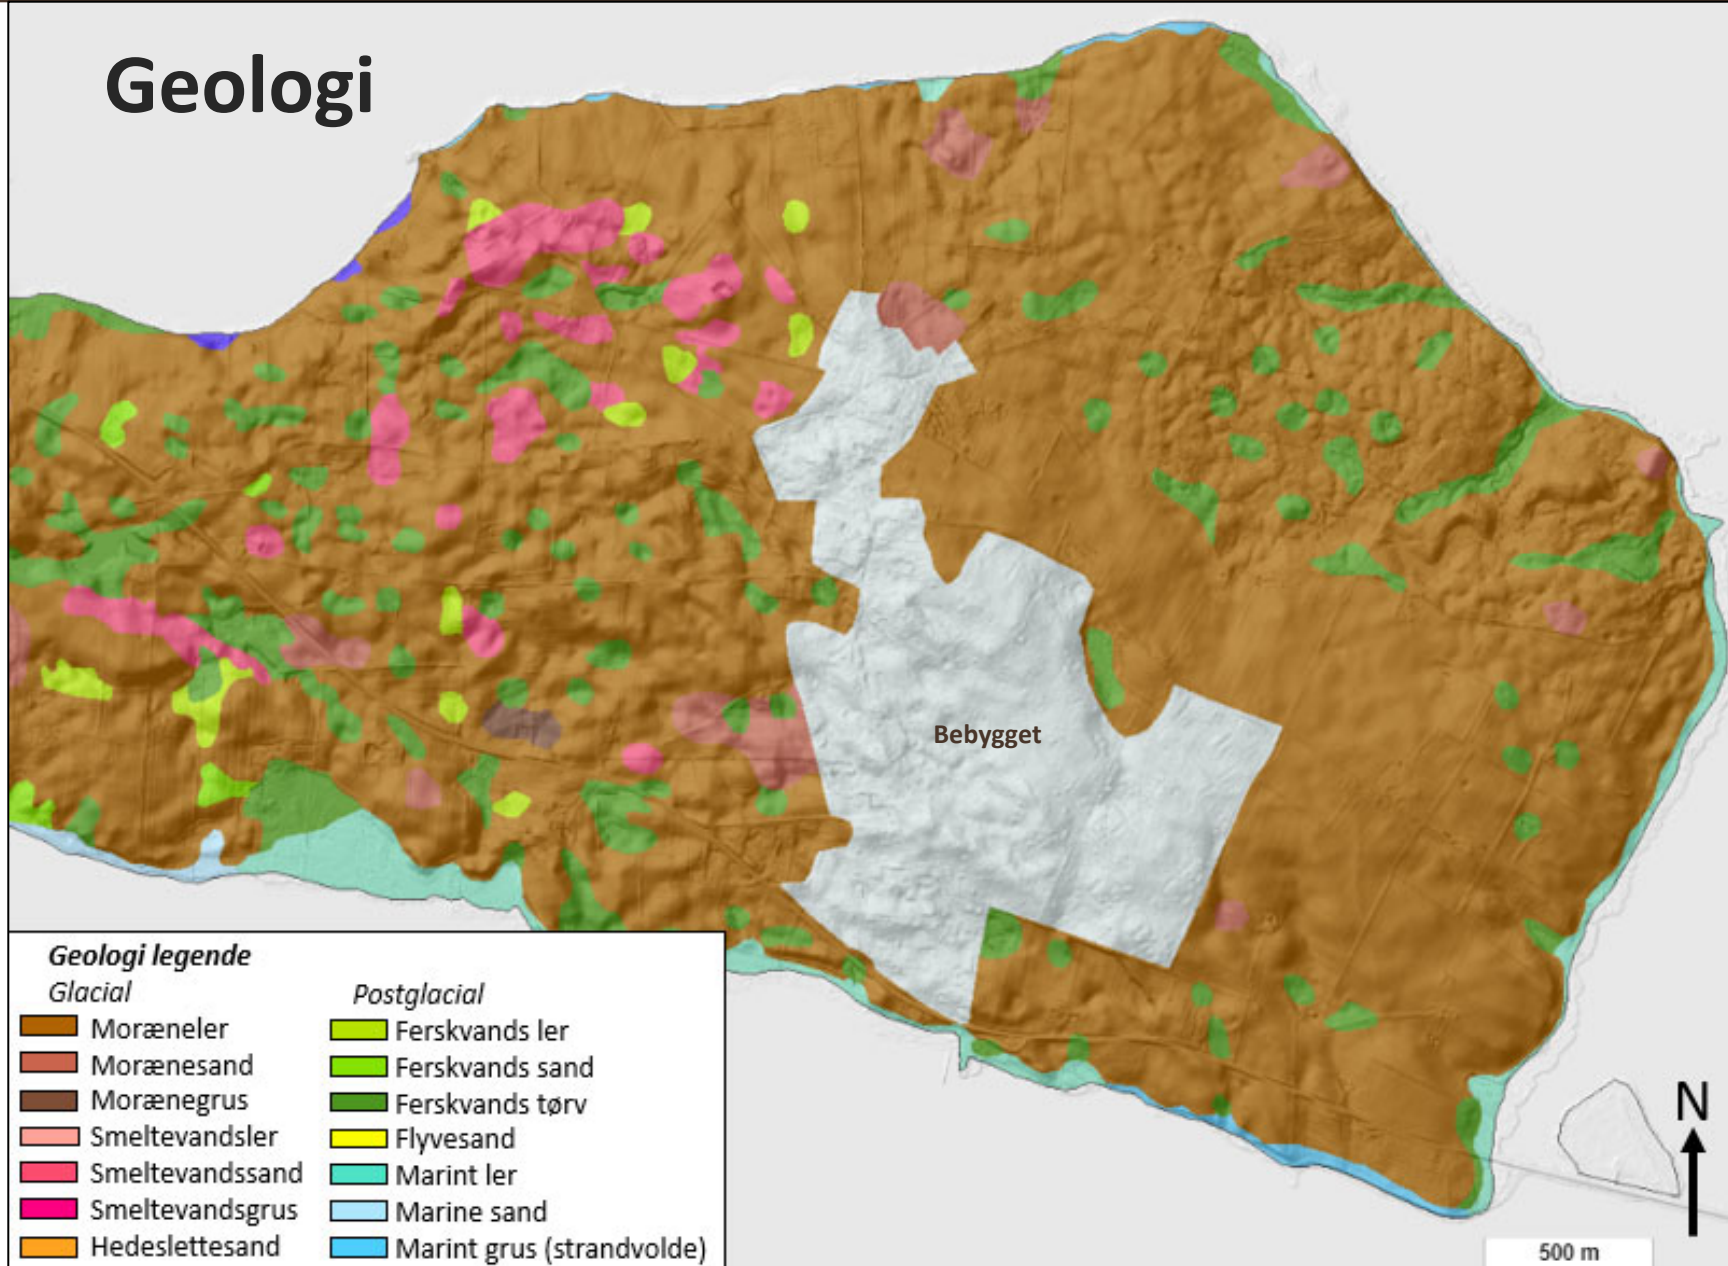 Geologi
Bebygget
Geologi legende
Glacial
Moræneler
Morænesand
Morænegrus
Smeltevandsler
Smeltevandssand
Smeltevandsgrus
Hedeslettesand
Postglacial
Ferskvands ler
Ferskvands sand
Ferskvands tørv
Flyvesand
Marint ler
Marine sand
Marint grus (strandvolde)
N
500 m